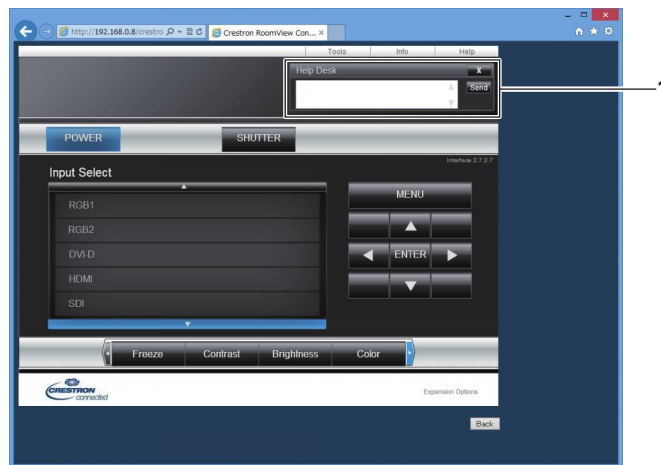 http://192.168.0.8/crestro
Crestron RoomView Con... ×
Tools Info Help
Help Desk X
Send
1
POWER SHUTTER
Interface 2.7.2.7
Input Select
MENU
RGB1
RGB2
DVI-D
ENTER
HDMI
SDI
Freeze Contrast Brightness Color
CRESTRON
connected
Expansion Options
Back